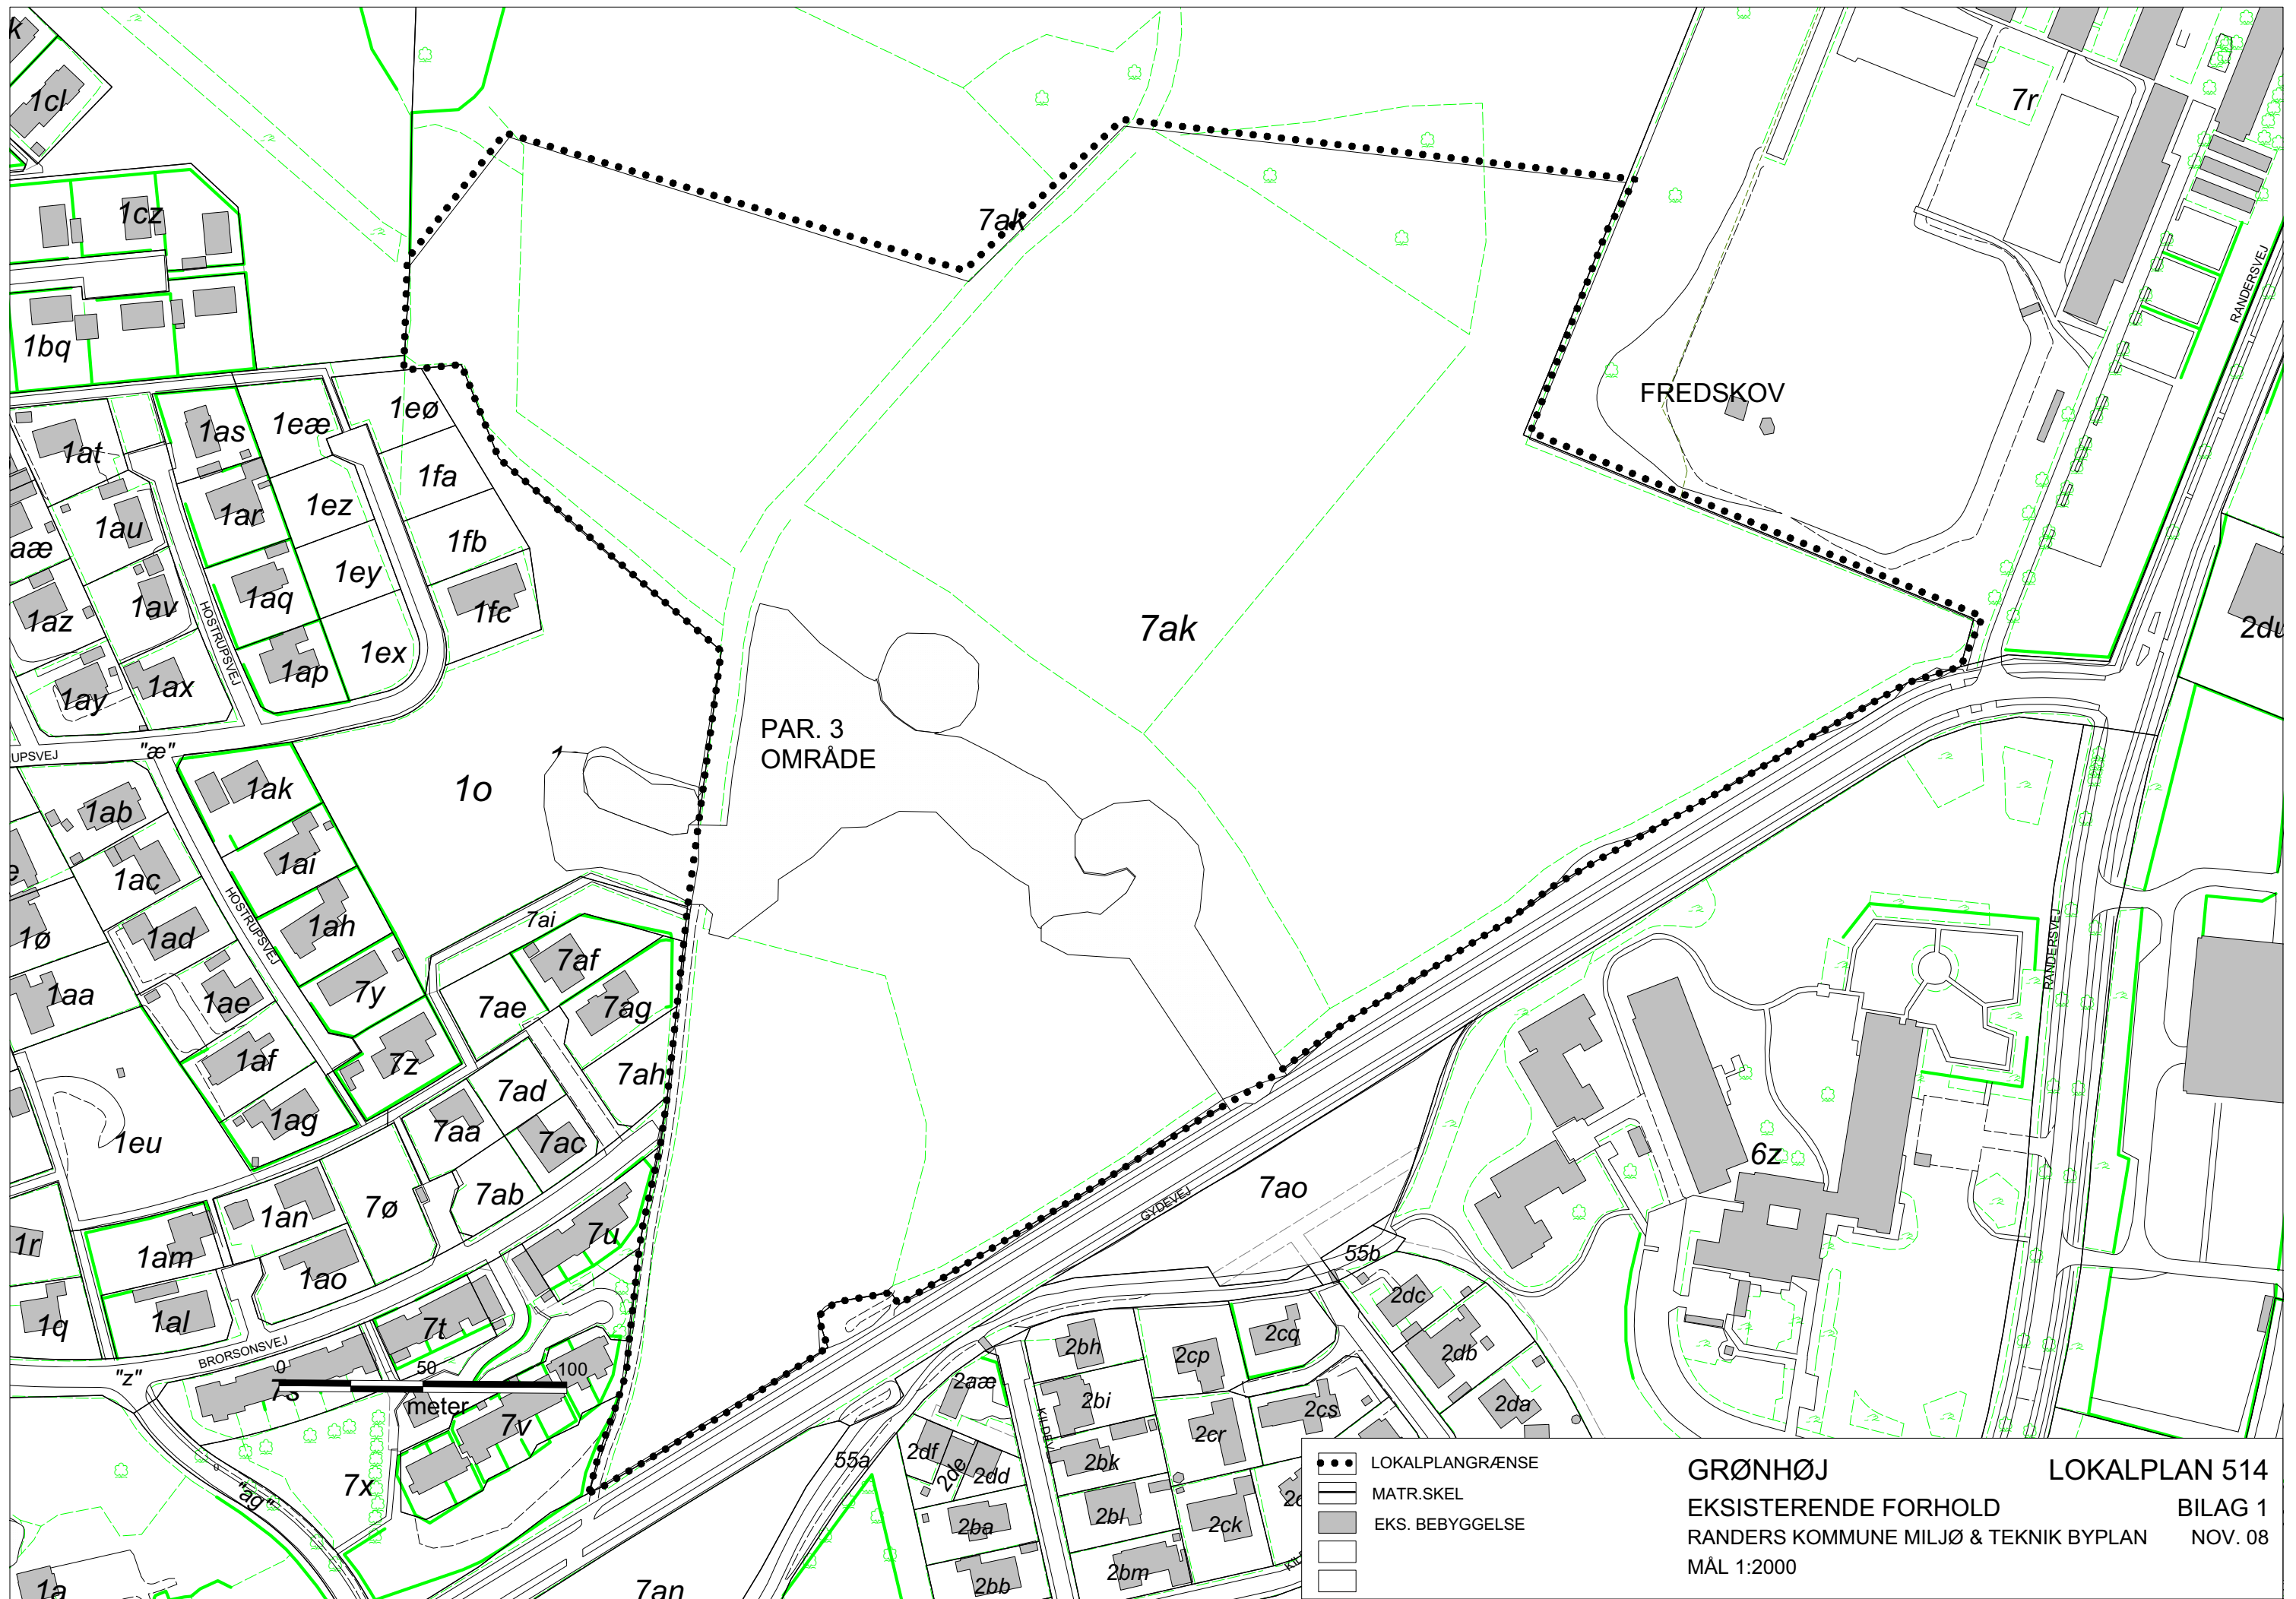 k
1cl
1cz
1bq
7ak
7r
RANDERSVEJ
FREDSKOV
1eø
1eæ
1as
1at
1fa
1ez
1ar
1au
1fb
aæ
1ey
1aq
1av
1fc
1az
HOSTRUPSVEJ
1ex
1ap
1ax
1ay
7ak
2du
PAR. 3
OMRÅDE
UPSVEJ
"æ"
1o
1ak
1ab
1ai
1ac
e
HOSTRUPSVEJ
1ah
7ai
1ø
1ad
7af
RANDERSVEJ
1aa
1ae
7y
7ae
7ag
1af
7z
7ah
7ad
1ag
1eu
7aa
7ac
6z
7ao
7ab
7ø
GYDEVEJ
1an
7u
1r
1am
55b
1ao
2dc
1q
1al
7t
2cq
BRORSONSVEJ
2bh
2cp
2db
0
50
100
"z"
7s
2aæ
meter
2bi
2cs
2da
7v
KILDEV
2cr
2df
55a
2bk
2de
2dd
7x
"ag"
2ba
2bl
2ck
2c
2bb
2bm
KIL
1a
7an
LOKALPLANGRÆNSE
MATR.SKEL
EKS. BEBYGGELSE
GRØNHØJ LOKALPLAN 514
EKSISTERENDE FORHOLD BILAG 1
RANDERS KOMMUNE MILJØ & TEKNIK BYPLAN NOV. 08
MÅL 1:2000